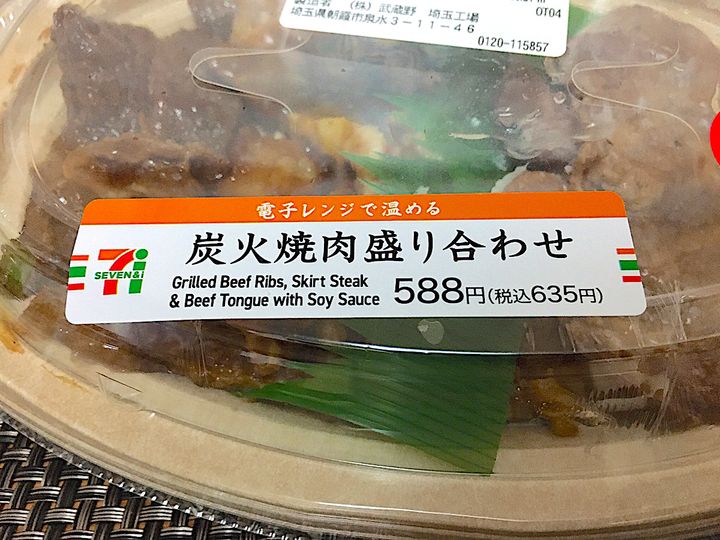 製造者 (株)武蔵野 埼玉工場
OT04
埼玉県朝霞市泉水3-11-46
0120-115857
電子レンジで温める
炭火焼肉盛り合わせ
SEVEN&i
Grilled Beef Ribs, Skirt Steak
& Beef Tongue with Soy Sauce
588円(税込635円)